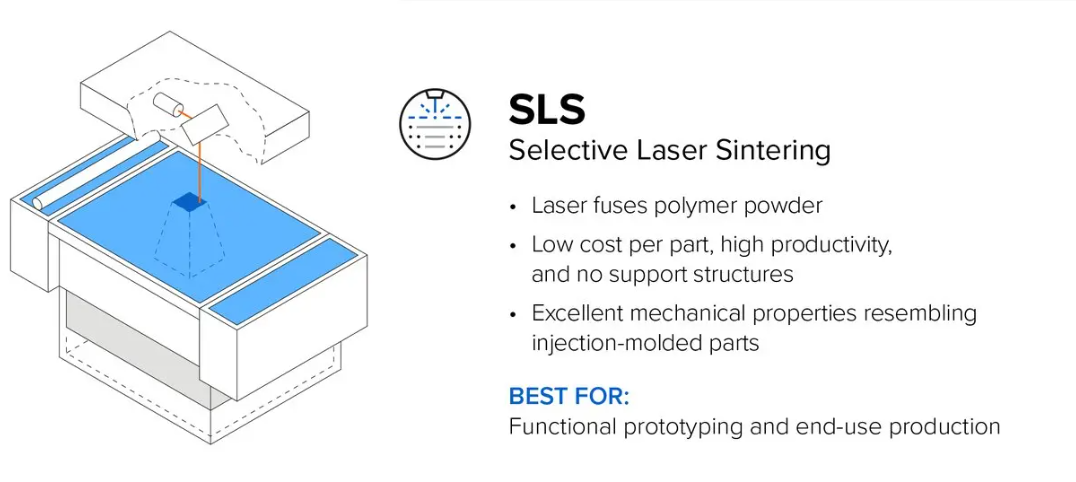 SLS
Selective Laser Sintering
• Laser fuses polymer powder
• Low cost per part, high productivity,
and no support structures
• Excellent mechanical properties resembling
injection-molded parts
BEST FOR:
Functional prototyping and end-use production